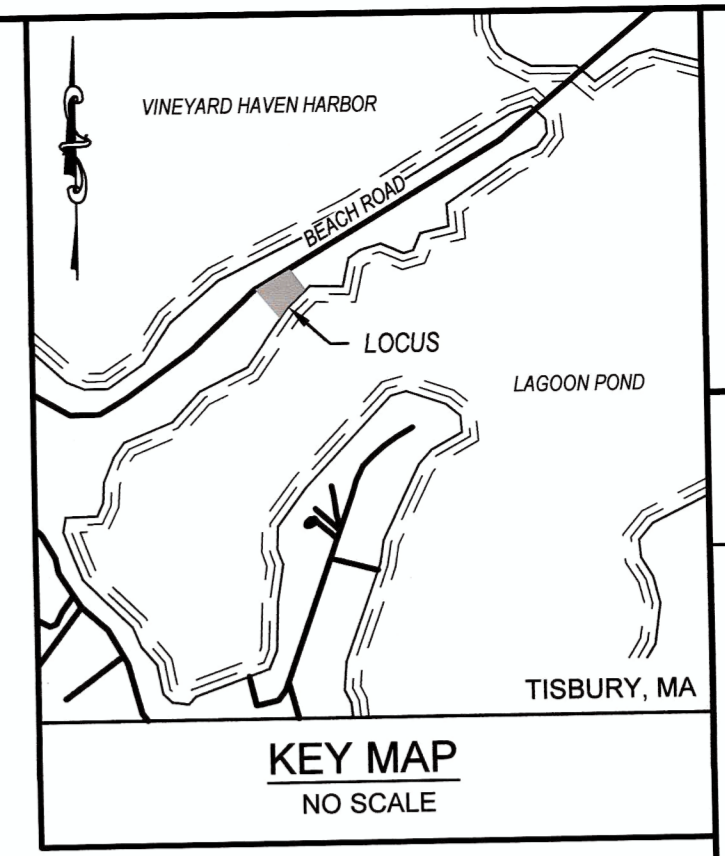 VINEYARD HAVEN HARBOR
BEACH ROAD
LOCUS
LAGOON POND
TISBURY, MA
KEY MAP
NO SCALE